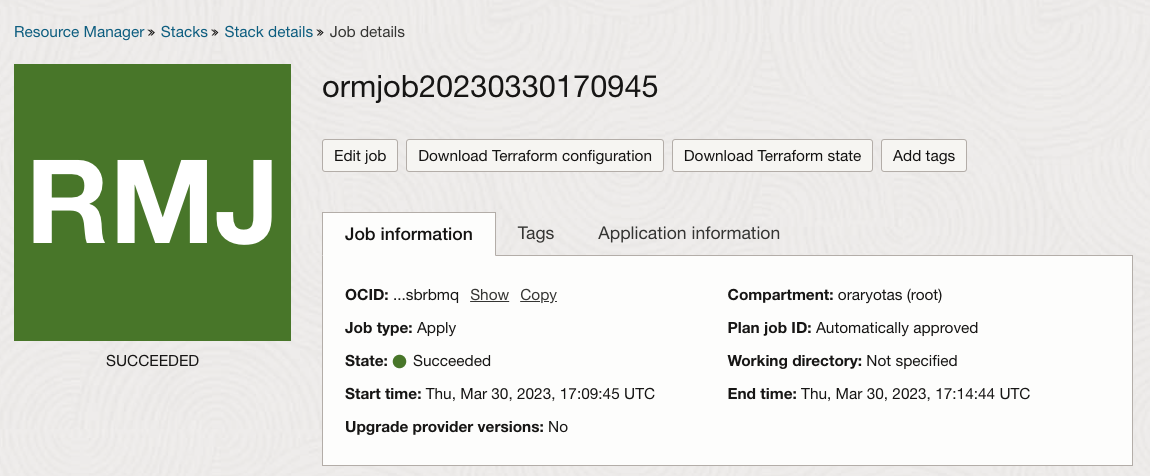 Resource Manager » Stacks » Stack details » Job details
RMJ
SUCCEEDED
ormjob20230330170945
Edit job Download Terraform configuration Download Terraform state Add tags
Job information Tags Application information
OCID: ...sbrbmq Show Copy
Job type: Apply
State: Succeeded
Start time: Thu, Mar 30, 2023, 17:09:45 UTC
Upgrade provider versions: No
Compartment: oraryotas (root)
Plan job ID: Automatically approved
Working directory: Not specified
End time: Thu, Mar 30, 2023, 17:14:44 UTC